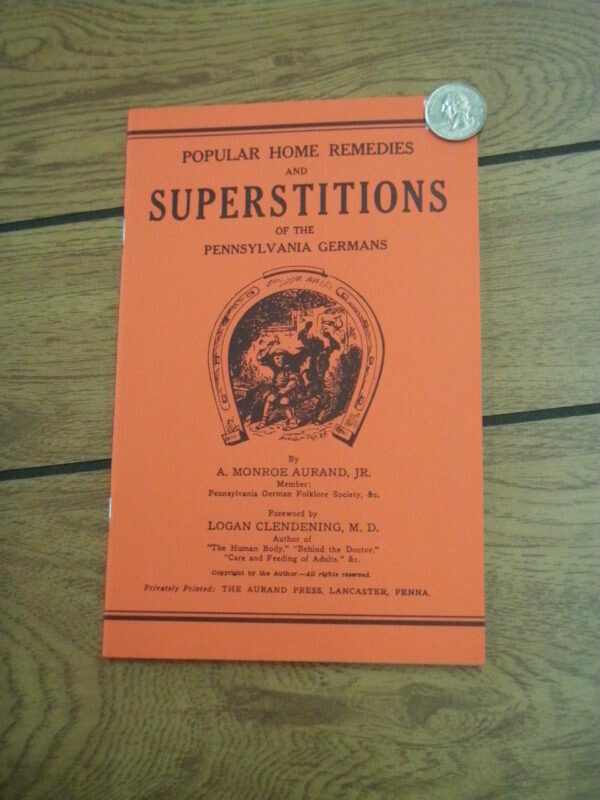 POPULAR HOME REMEDIES
AND
SUPERSTITIONS
OF THE
PENNSYLVANIA GERMANS
By
A. MONROE AURAND, JR.
Member:
Pennsylvania German Folklore Society, &c.
Foreword by
LOGAN CLENDENING, M. D.
Author of
"The Human Body," "Behind the Doctor,"
"Care and Feeding of Adults." &c.
Copyright by the Author—All rights reserved.
Privately Printed: THE AURAND PRESS, LANCASTER, PENNA.